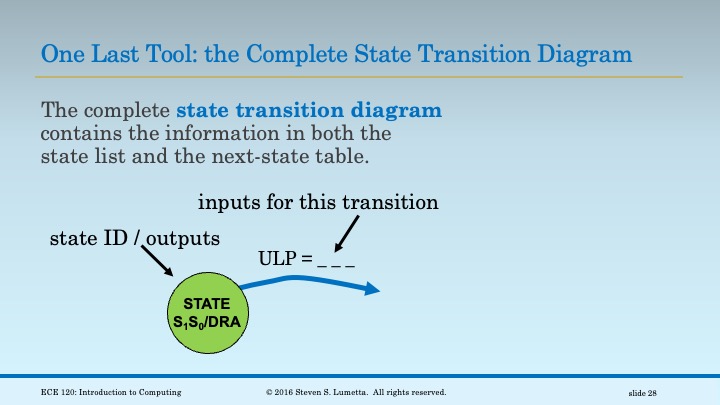 One Last Tool: the Complete State Transition Diagram
The complete state transition diagram
contains the information in both the
state list and the next-state table.
inputs for this transition
state ID / outputs
ULP = _ _ _
STATE
S₁S₀/DRA
ECE 120: Introduction to Computing
© 2016 Steven S. Lumetta. All rights reserved.
slide 28